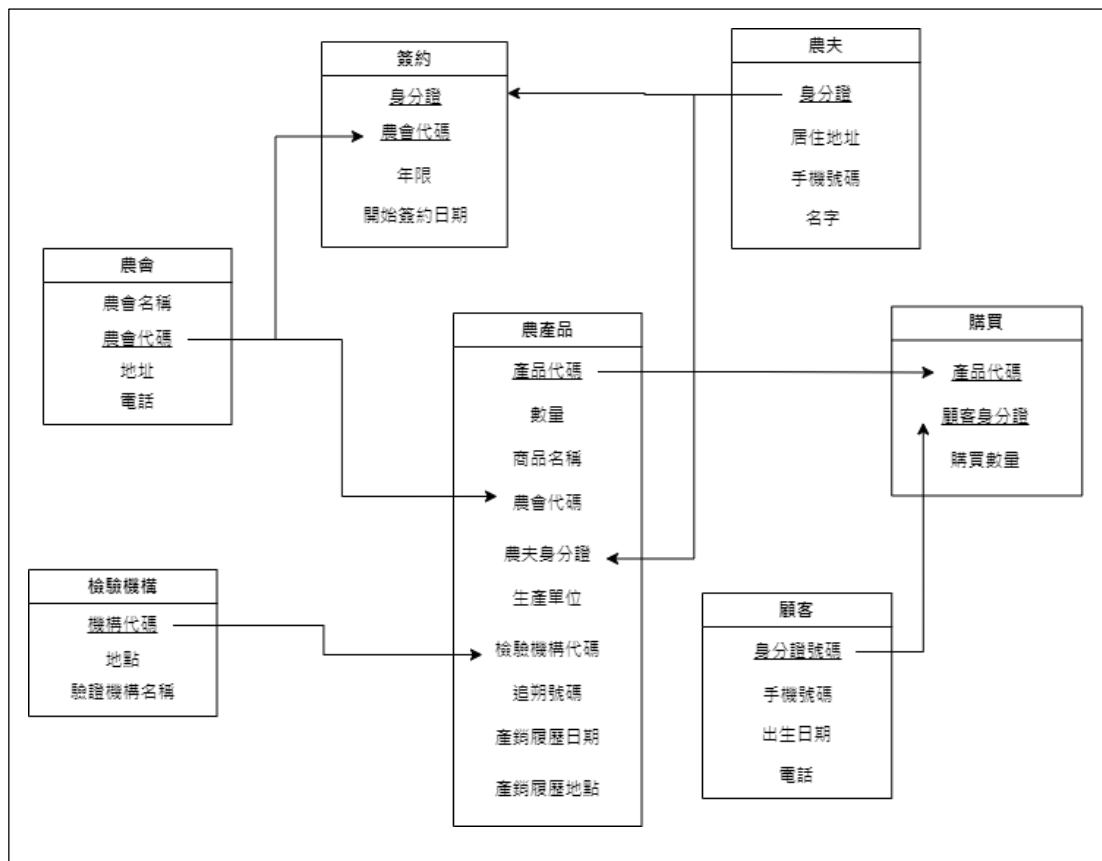 簽約
身分證
農會代碼
年限
開始簽約日期
農夫
身分證
居住地址
手機號碼
名字
農會
農會名稱
農會代碼
地址
電話
農產品
產品代碼
數量
商品名稱
農會代碼
農夫身分證
生產單位
檢驗機構代碼
追朔號碼
產銷履歷日期
產銷履歷地點
購買
產品代碼
顧客身分證
購買數量
檢驗機構
機構代碼
地點
驗證機構名稱
顧客
身分證號碼
手機號碼
出生日期
電話